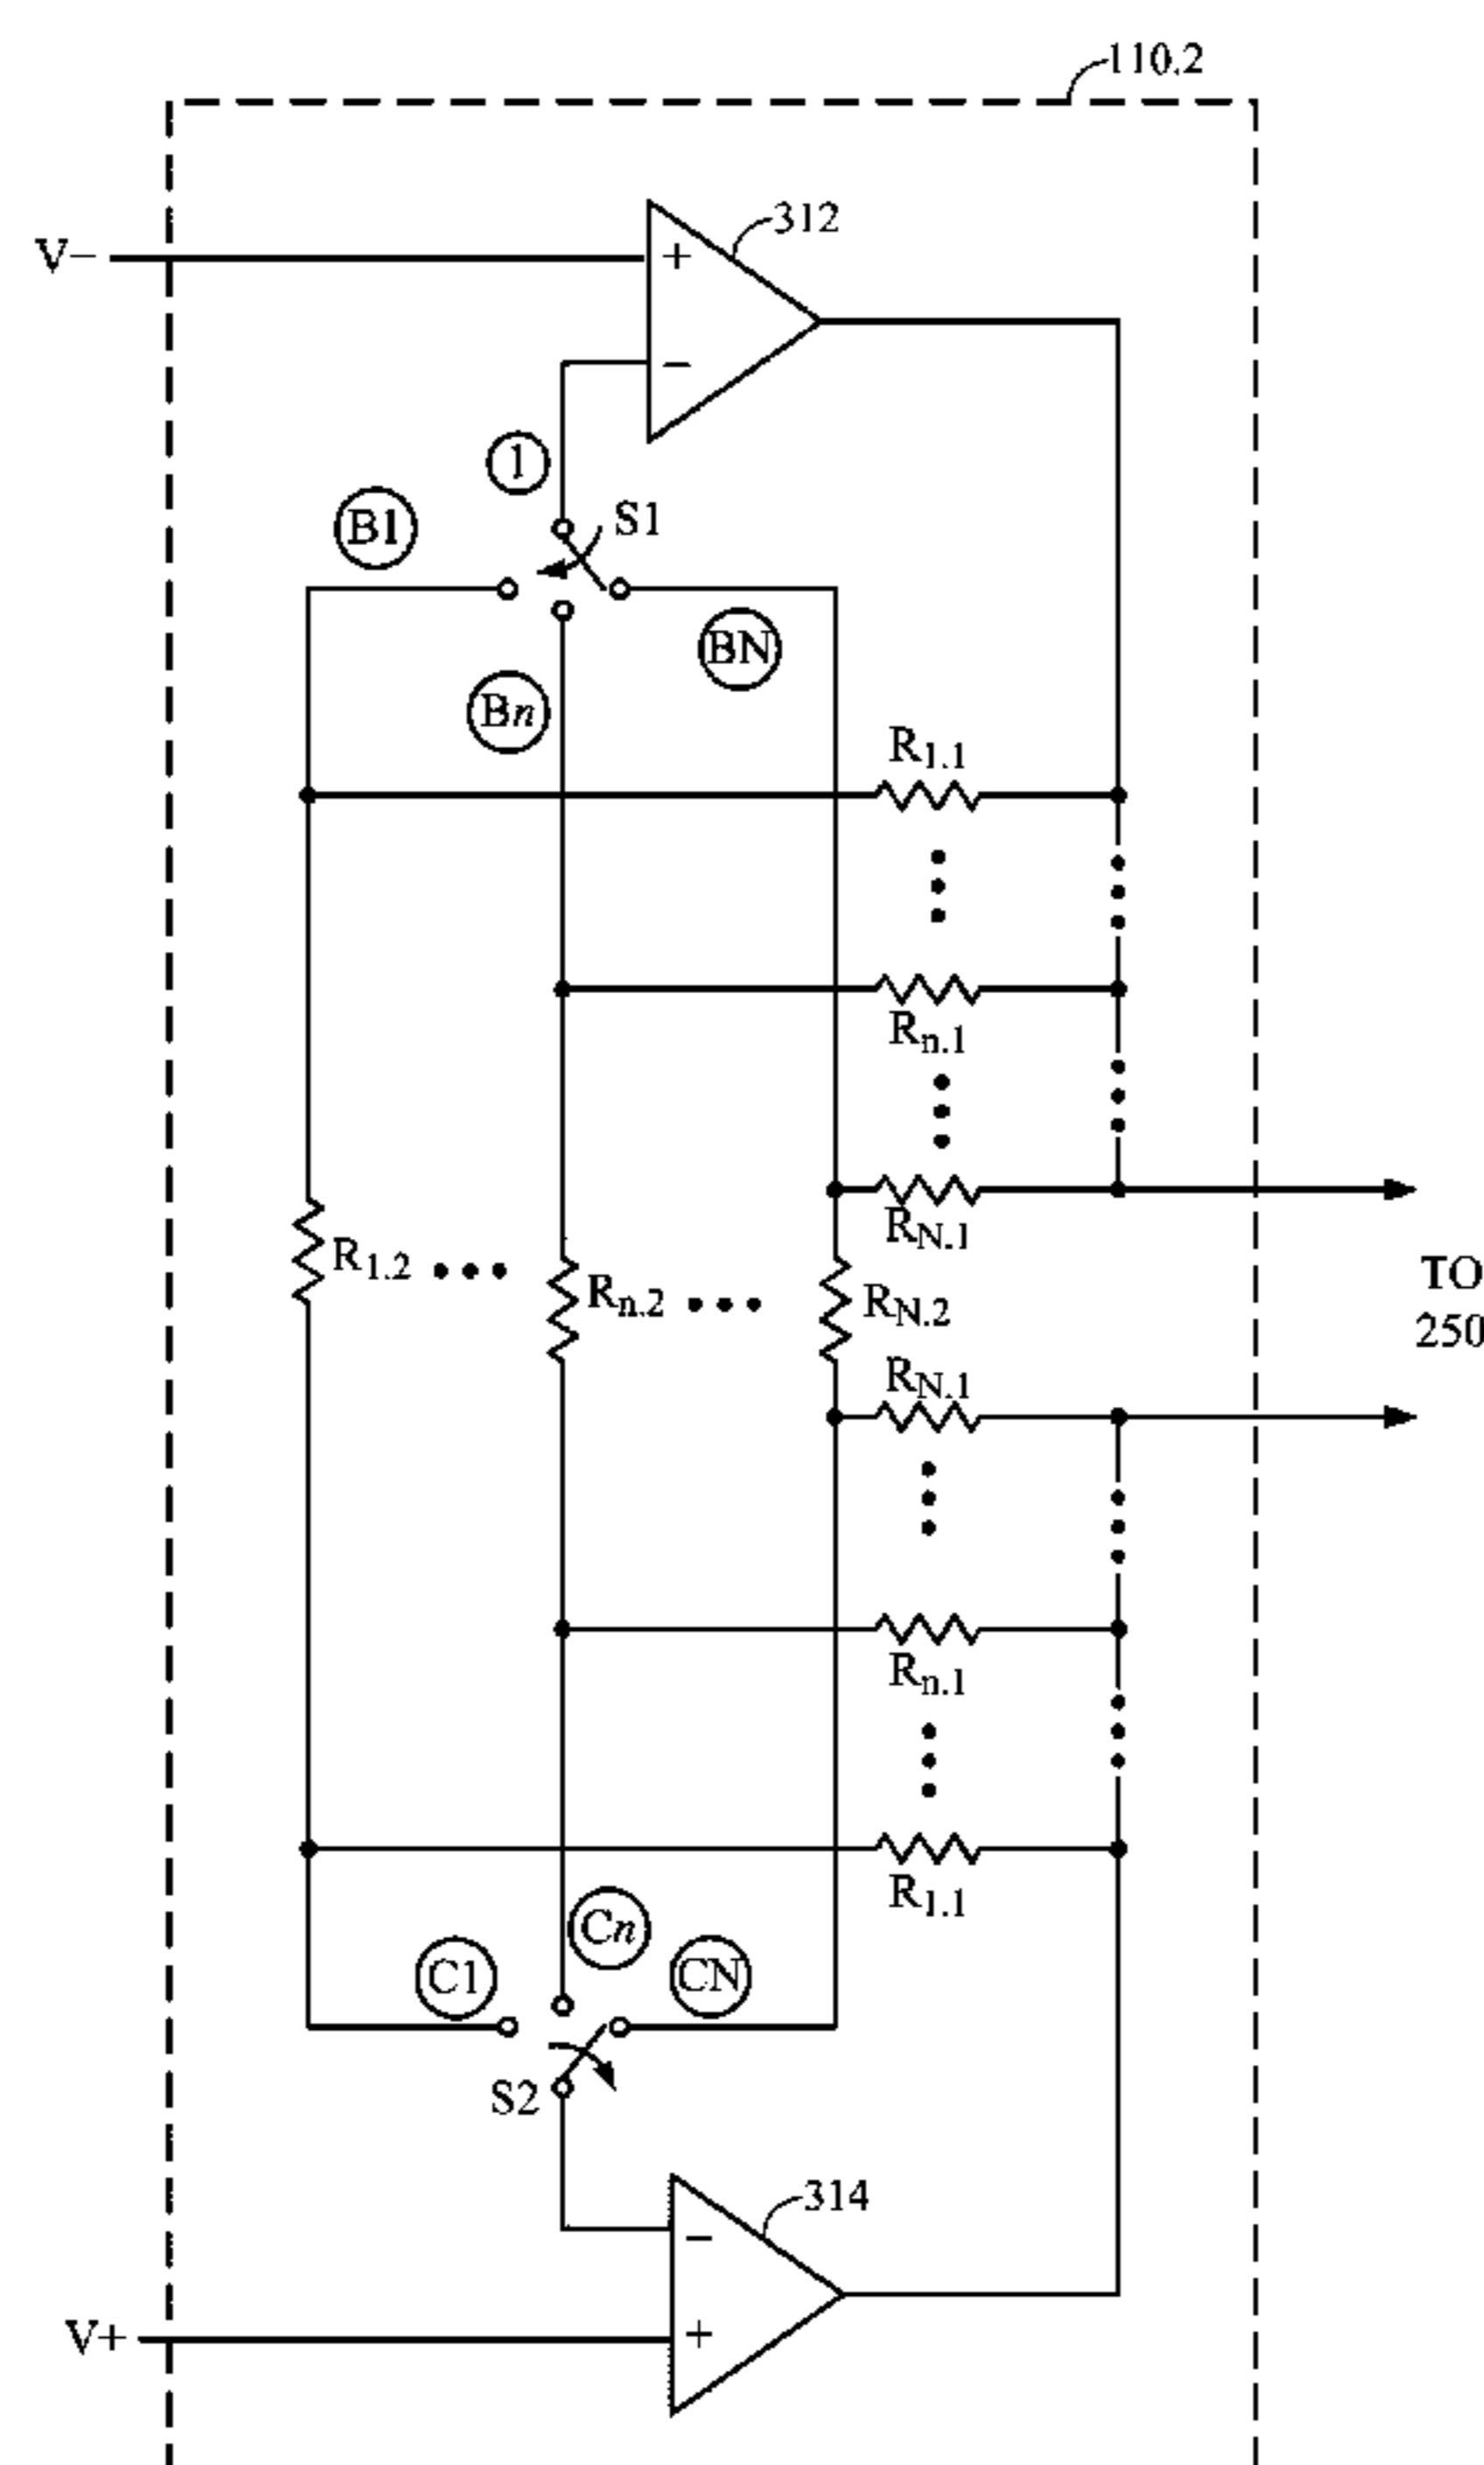 110.2
312
V−
+
−
1
S1
B1
BN
Bn
R1.1
Rn.1
RN.1
R1.2
Rn.2
RN.2
TO
250
RN.1
Rn.1
R1.1
Cn
C1
CN
S2
314
−
V+
+